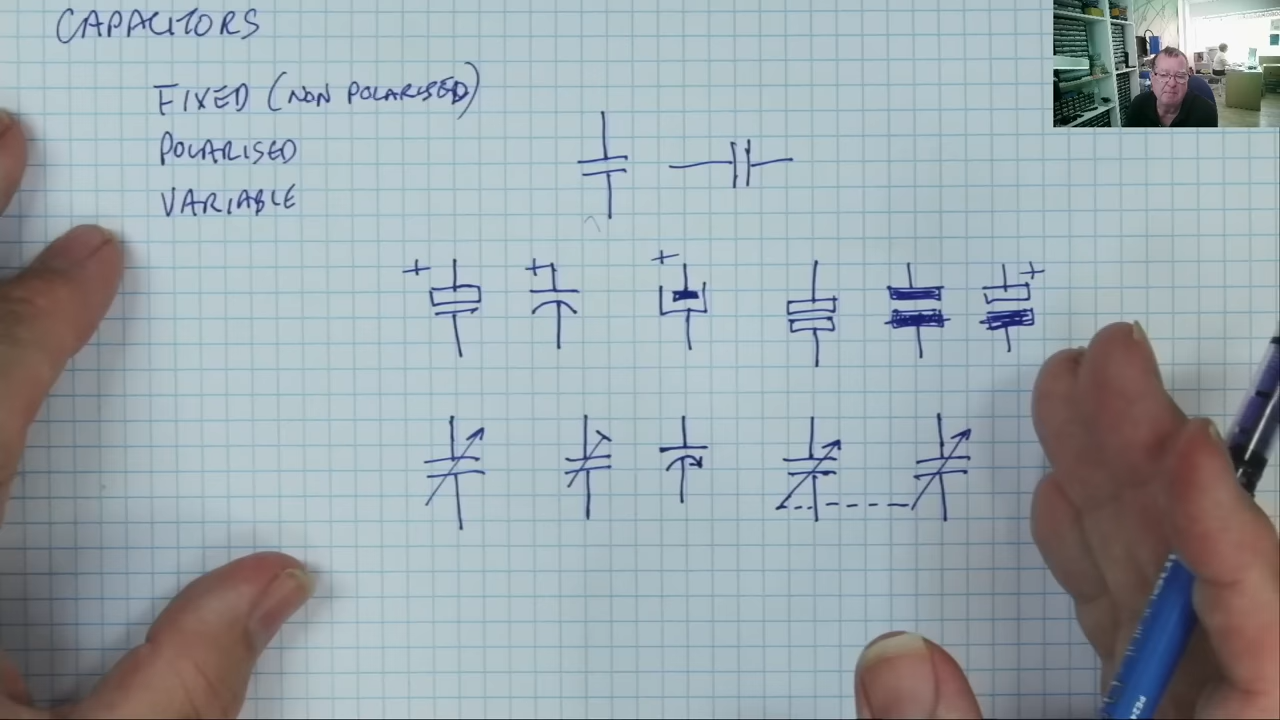 CAPACITORS
FIXED (NON POLARISED)
POLARISED
VARIABLE
+ + + +